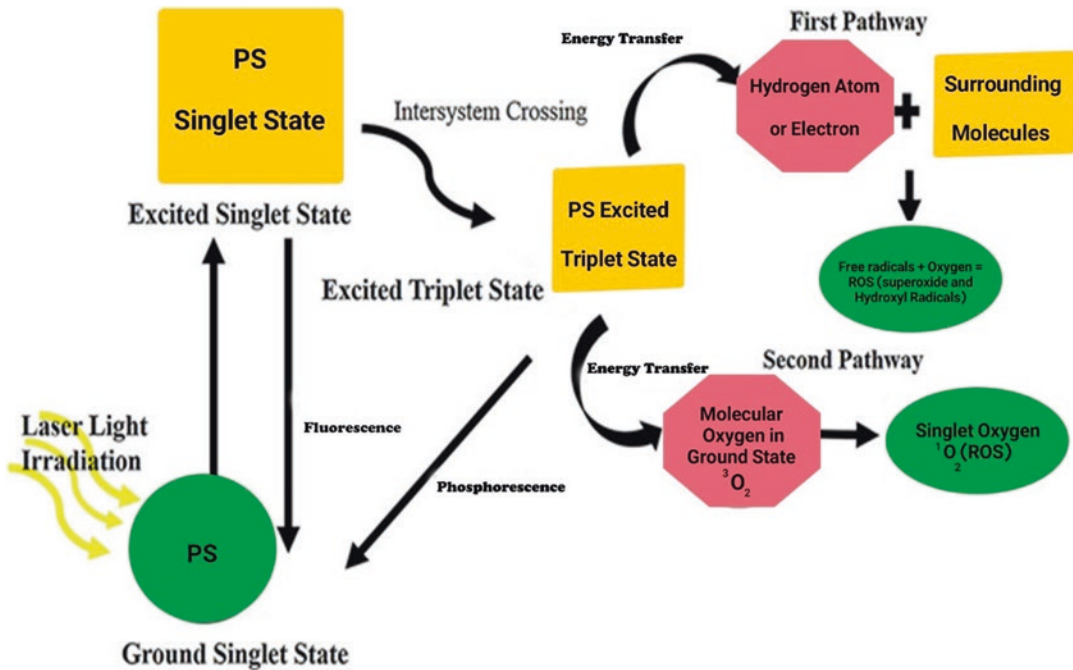 PS
Singlet State
Excited Singlet State
Intersystem Crossing
Energy Transfer
First Pathway
Hydrogen Atom
or Electron
+
Surrounding
Molecules
Free radicals + Oxygen =
ROS (superoxide and
Hydroxyl Radicals)
PS Excited
Triplet State
Excited Triplet State
Energy Transfer
Second Pathway
Molecular
Oxygen in
Ground State
³O₂
Singlet Oxygen
¹O₂(ROS)
Fluorescence
Phosphorescence
Laser Light
Irradiation
PS
Ground Singlet State